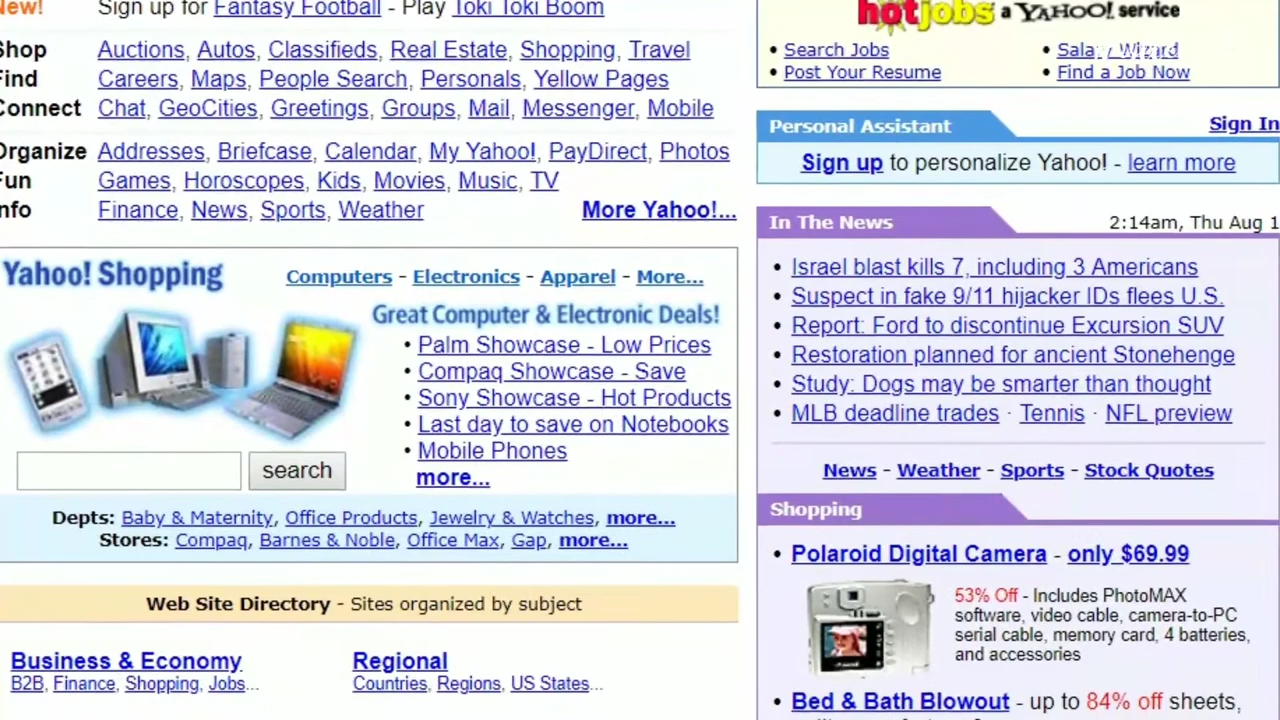 New! Sign up for Fantasy Football - Play Toki Toki Boom
Shop Auctions, Autos, Classifieds, Real Estate, Shopping, Travel
Find Careers, Maps, People Search, Personals, Yellow Pages
Connect Chat, GeoCities, Greetings, Groups, Mail, Messenger, Mobile
Organize Addresses, Briefcase, Calendar, My Yahoo!, PayDirect, Photos
Fun Games, Horoscopes, Kids, Movies, Music, TV
Info Finance, News, Sports, Weather More Yahoo!...
Yahoo! Shopping
Computers - Electronics - Apparel - More...
Great Computer & Electronic Deals!
• Palm Showcase - Low Prices
• Compaq Showcase - Save
• Sony Showcase - Hot Products
• Last day to save on Notebooks
• Mobile Phones
more...
search
Depts: Baby & Maternity, Office Products, Jewelry & Watches, more...
Stores: Compaq, Barnes & Noble, Office Max, Gap, more...
Web Site Directory - Sites organized by subject
Business & Economy
B2B, Finance, Shopping, Jobs...
Regional
Countries, Regions, US States...
hotjobs a YAHOO! service
• Search Jobs
• Post Your Resume
• Salary Wizard
• Find a Job Now
Personal Assistant Sign In
Sign up to personalize Yahoo! - learn more
In The News 2:14am, Thu Aug 1
• Israel blast kills 7, including 3 Americans
• Suspect in fake 9/11 hijacker IDs flees U.S.
• Report: Ford to discontinue Excursion SUV
• Restoration planned for ancient Stonehenge
• Study: Dogs may be smarter than thought
• MLB deadline trades · Tennis · NFL preview
News - Weather - Sports - Stock Quotes
Shopping
• Polaroid Digital Camera - only $69.99
53% Off - Includes PhotoMAX
software, video cable, camera-to-PC
serial cable, memory card, 4 batteries,
and accessories
• Bed & Bath Blowout - up to 84% off sheets,